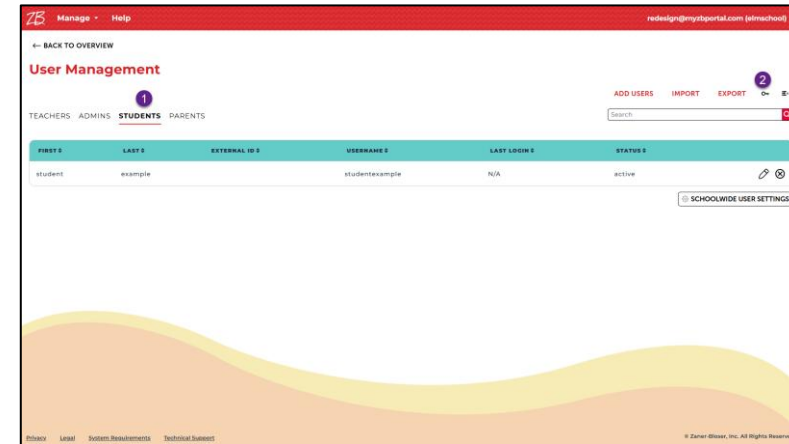 ZB Manage Help redesign@myzbportal.com (elmschool)
← BACK TO OVERVIEW
User Management
2
ADD USERS IMPORT EXPORT
1
TEACHERS ADMINS STUDENTS PARENTS
Search
FIRST LAST EXTERNAL ID USERNAME LAST LOGIN STATUS
student example studentexample N/A active
SCHOOLWIDE USER SETTINGS
Privacy Legal System Requirements Technical Support © Zaner-Bloser, Inc. All Rights